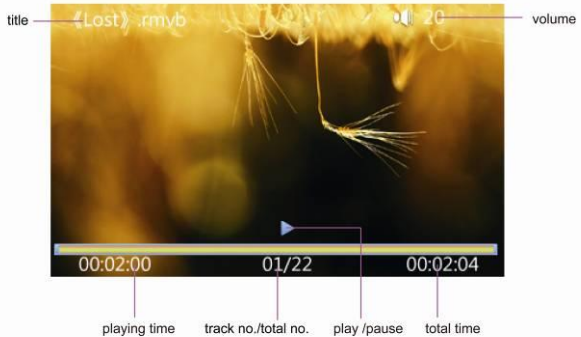 title
《Lost》.rmyb
20
volume
00:02:00
01/22
00:02:04
playing time
track no./total no.
play /pause
total time